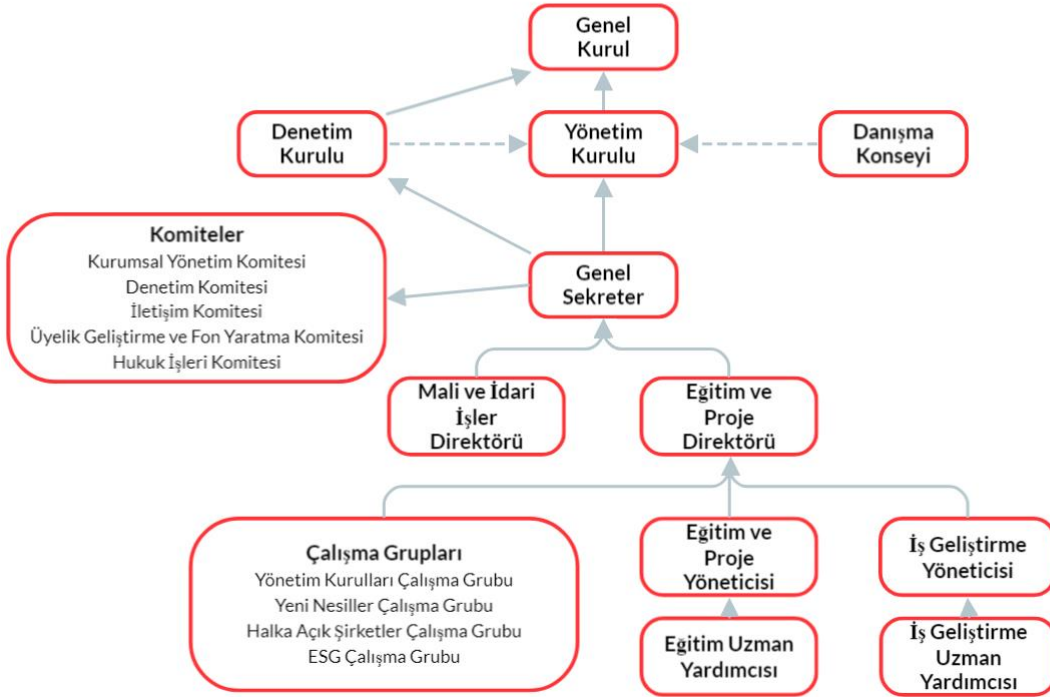 Genel
Kurul
Denetim
Kurulu
Yönetim
Kurulu
Danışma
Konseyi
Komiteler
Kurumsal Yönetim Komitesi
Denetim Komitesi
İletişim Komitesi
Üyelik Geliştirme ve Fon Yaratma Komitesi
Hukuk İşleri Komitesi
Genel
Sekreter
Mali ve İdari
İşler
Direktörü
Eğitim ve
Proje
Direktörü
Çalışma Grupları
Yönetim Kurulları Çalışma Grubu
Yeni Nesiller Çalışma Grubu
Halka Açık Şirketler Çalışma Grubu
ESG Çalışma Grubu
Eğitim ve
Proje
Yöneticisi
İş Geliştirme
Yöneticisi
Eğitim Uzman
Yardımcısı
İş Geliştirme
Uzman
Yardımcısı